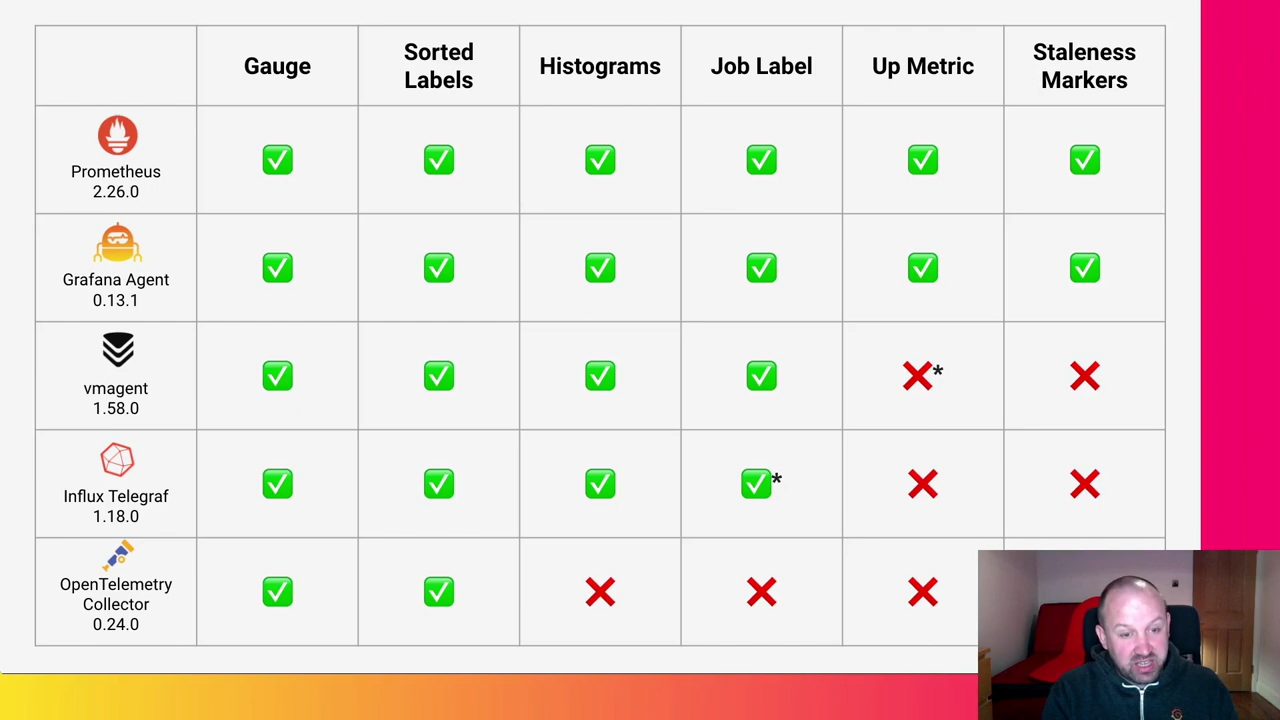 Gauge
Sorted
Labels
Histograms
Job Label
Up Metric
Staleness
Markers
Prometheus
2.26.0
✅ ✅ ✅ ✅ ✅ ✅
Grafana Agent
0.13.1
✅ ✅ ✅ ✅ ✅ ✅
vmagent
1.58.0
✅ ✅ ✅ ✅ ❌* ❌
Influx Telegraf
1.18.0
✅ ✅ ✅ ✅* ❌ ❌
OpenTelemetry
Collector
0.24.0
✅ ✅ ❌ ❌ ❌